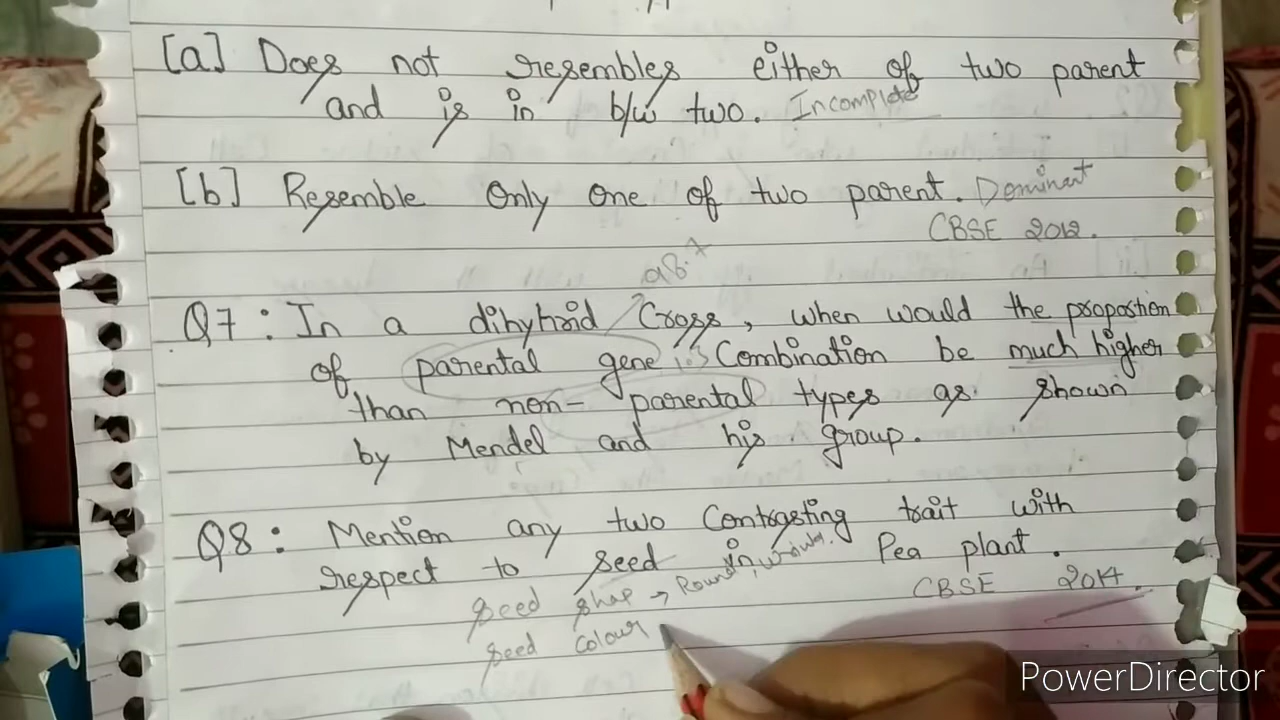 [a] Does not resembles either of two parent
and is in b/w two. Incomplete
[b] Resemble Only One of two parent. Dominant
CBSE 2012.
Q7: In a dihybrid Cross, when would the proportion
of parental gene Combination be much higher
than non-parental types as shown
by Mendel and his group.
Q8: Mention any two Contrasting trait with
respect to seed in Pea plant.
CBSE 2014
seed shap → Round,
seed colour
PowerDirector